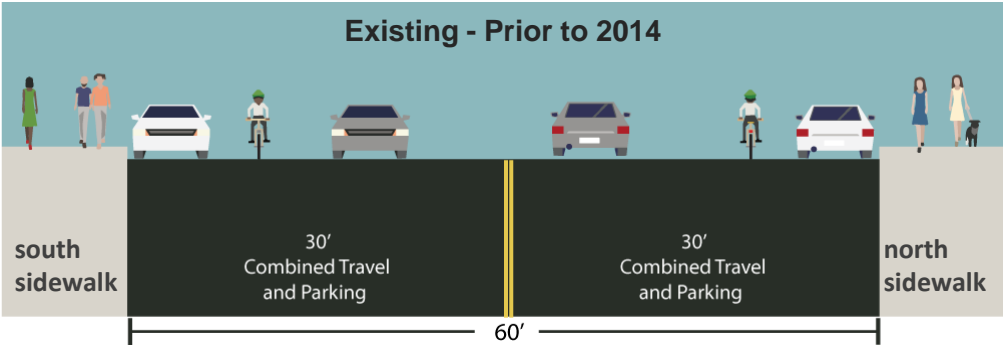 Existing - Prior to 2014
south
sidewalk
30’
Combined Travel
and Parking
30’
Combined Travel
and Parking
north
sidewalk
60’